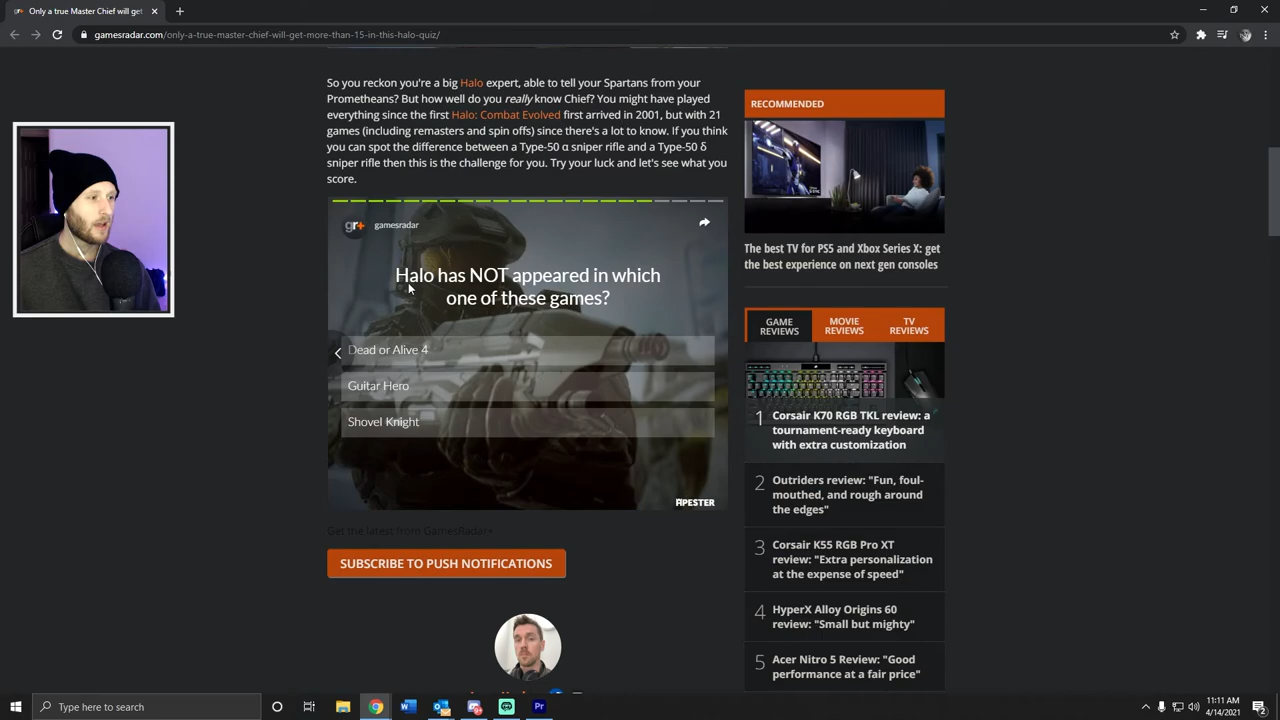 Only a true Master Chief will get
gamesradar.com/only-a-true-master-chief-will-get-more-than-15-in-this-halo-quiz/
So you reckon you're a big Halo expert, able to tell your Spartans from your
Prometheans? But how well do you really know Chief? You might have played
everything since the first Halo: Combat Evolved first arrived in 2001, but with 21
games (including remasters and spin offs) since there's a lot to know. If you think
you can spot the difference between a Type-50 α sniper rifle and a Type-50 δ
sniper rifle then this is the challenge for you. Try your luck and let's see what you
score.
gr+
gamesradar
Halo has NOT appeared in which
one of these games?
Dead or Alive 4
Guitar Hero
Shovel Knight
APESTER
Get the latest from GamesRadar+
SUBSCRIBE TO PUSH NOTIFICATIONS
RECOMMENDED
The best TV for PS5 and Xbox Series X: get
the best experience on next gen consoles
GAME
REVIEWS
MOVIE
REVIEWS
TV
REVIEWS
1
Corsair K70 RGB TKL review: a
tournament-ready keyboard
with extra customization
2
Outriders review: "Fun, foul-
mouthed, and rough around
the edges"
3
Corsair K55 RGB Pro XT
review: "Extra personalization
at the expense of speed"
4
HyperX Alloy Origins 60
review: "Small but mighty"
5
Acer Nitro 5 Review: "Good
performance at a fair price"
Type here to search
11:11 AM
4/14/2021